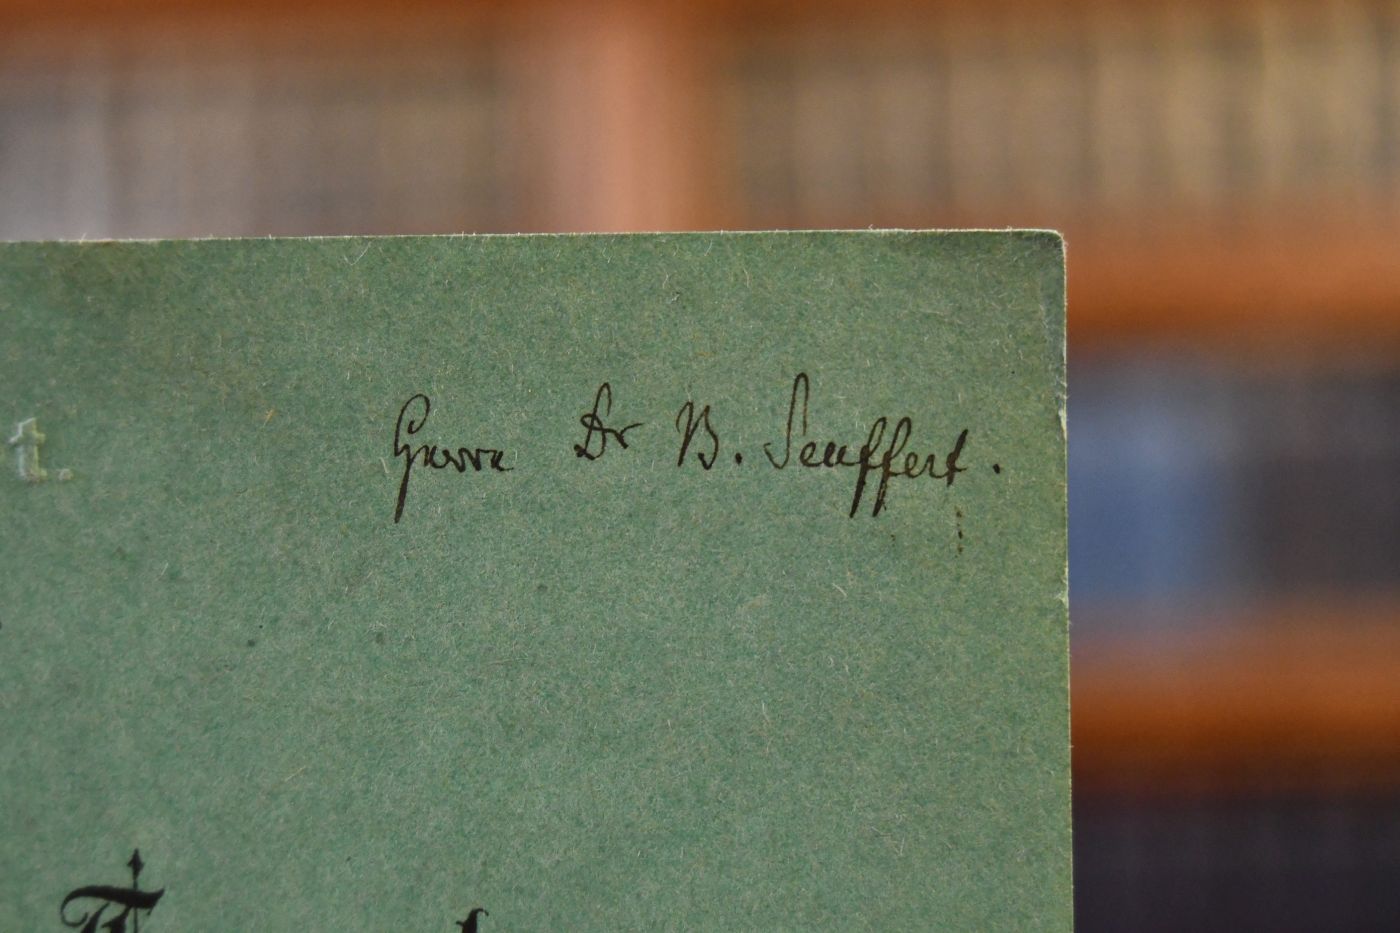 t.
Herrn Dr B. Seuffert.